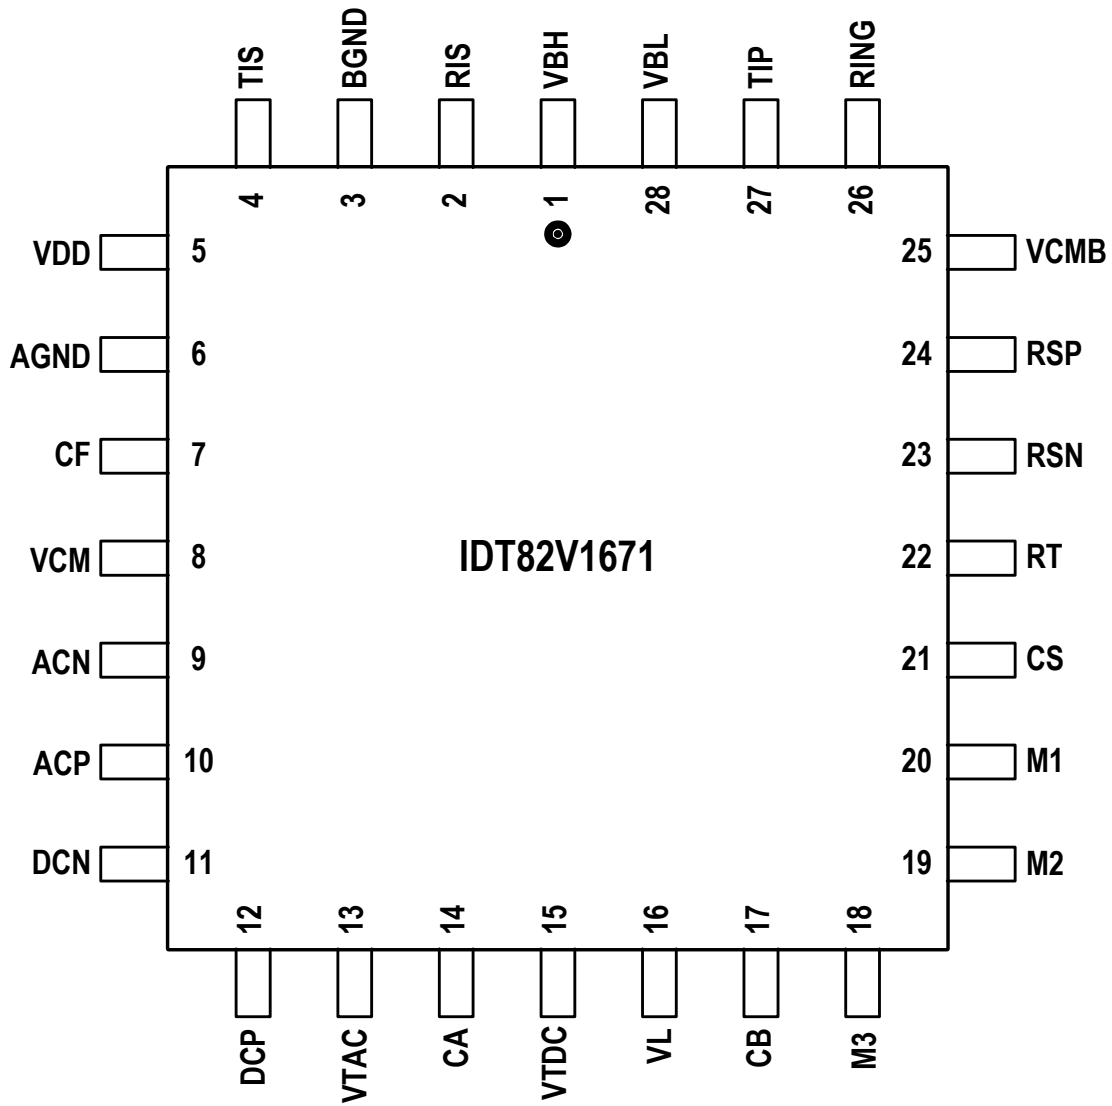 TIS
BGND
RIS
VBH
VBL
TIP
RING
4
3
2
1
28
27
26
VDD
5
25
VCMB
AGND
6
24
RSP
CF
7
23
RSN
VCM
8
IDT82V1671
22
RT
ACN
9
21
CS
ACP
10
20
M1
DCN
11
19
M2
12
13
14
15
16
17
18
DCP
VTAC
CA
VTDC
VL
CB
M3